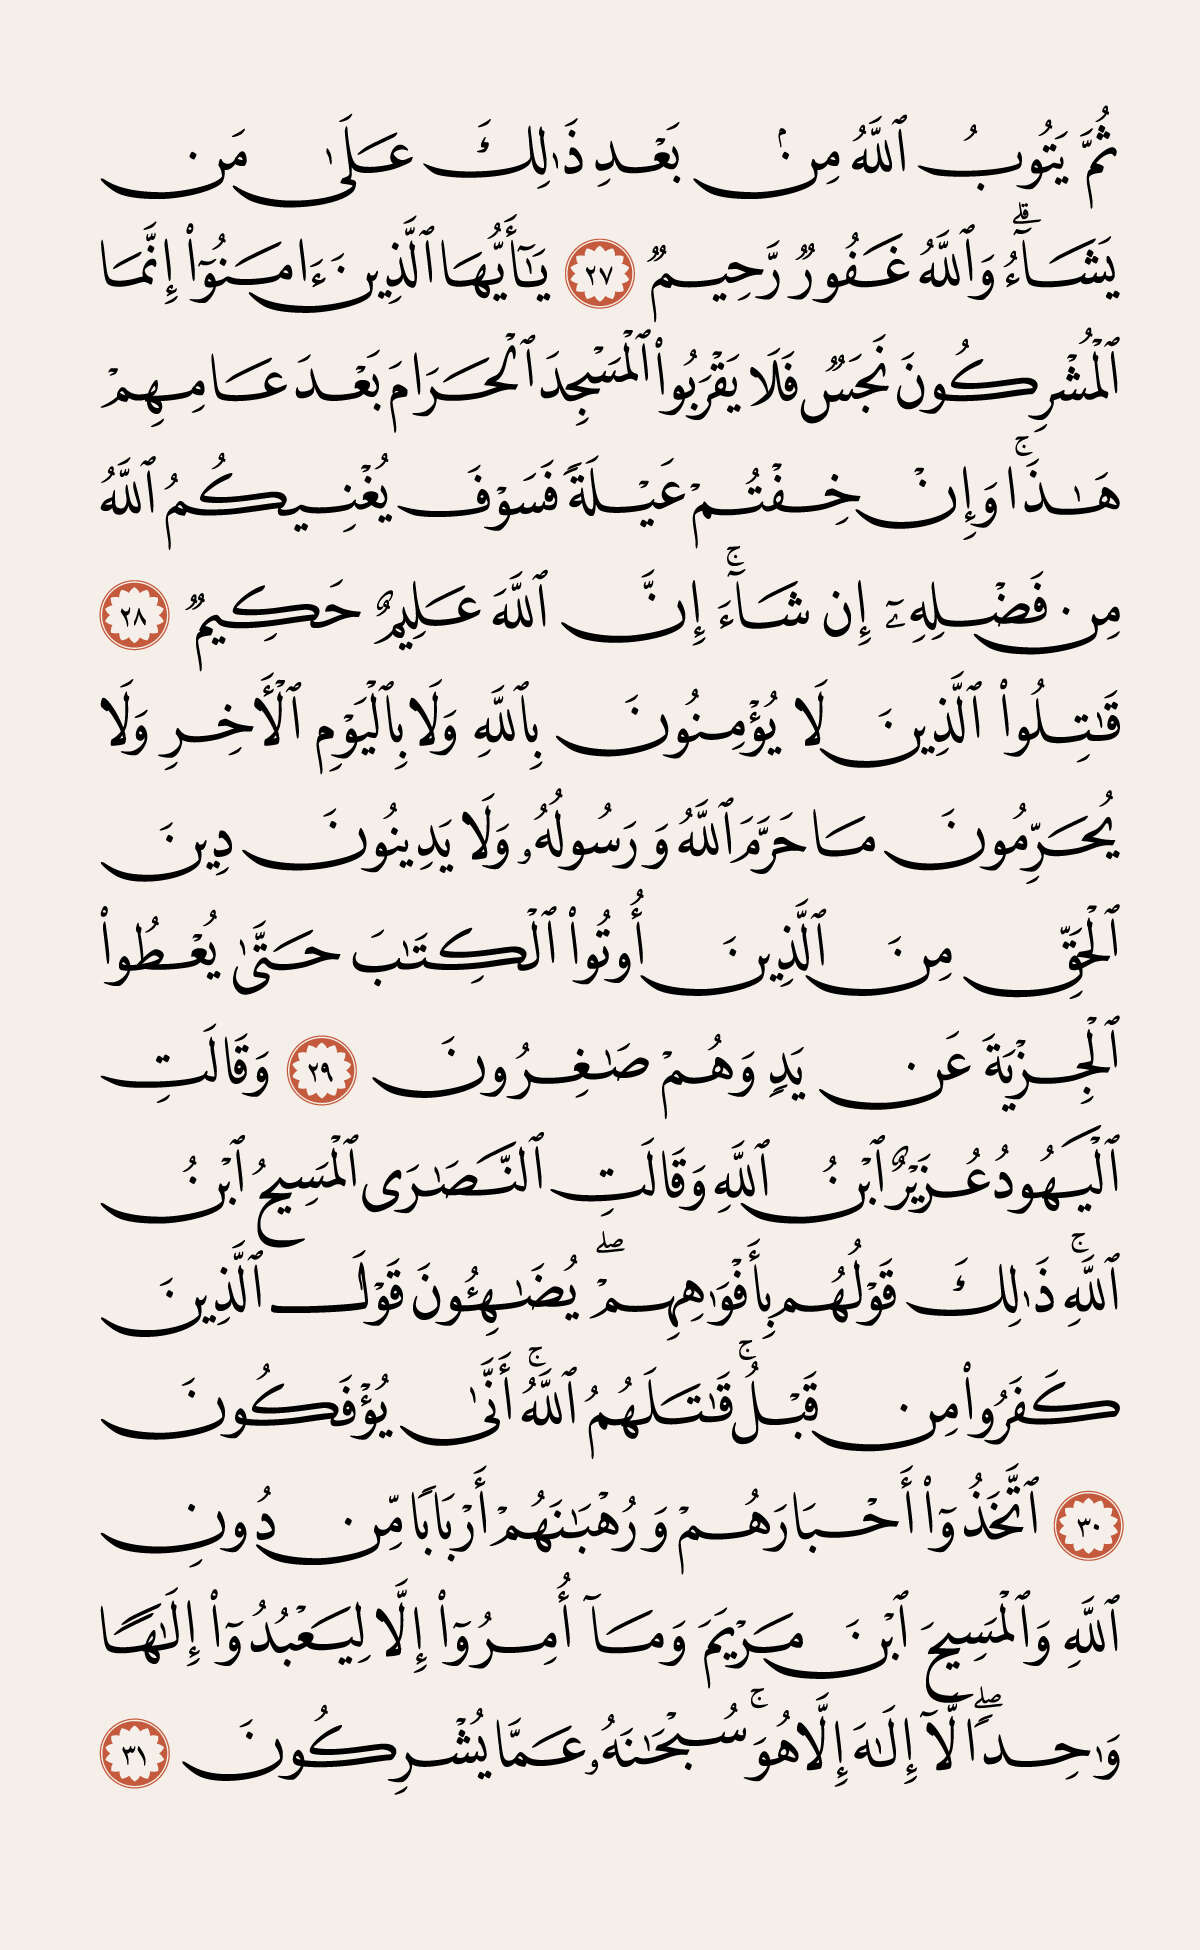 ثُمَّ يَتُوبُ ٱللَّهُ مِنۢ بَعْدِ ذَٰلِكَ عَلَىٰ مَن
يَشَآءُۗ وَٱللَّهُ غَفُورٌ رَّحِيمٌ ٢٧ يَـٰٓأَيُّهَا ٱلَّذِينَ ءَامَنُوٓا۟ إِنَّمَا
ٱلْمُشْرِكُونَ نَجَسٌ فَلَا يَقْرَبُوا۟ ٱلْمَسْجِدَ ٱلْحَرَامَ بَعْدَ عَامِهِمْ
هَـٰذَاۚ وَإِنْ خِفْتُمْ عَيْلَةً فَسَوْفَ يُغْنِيكُمُ ٱللَّهُ
مِن فَضْلِهِۦٓ إِن شَآءَۚ إِنَّ ٱللَّهَ عَلِيمٌ حَكِيمٌ ٢٨
قَـٰتِلُوا۟ ٱلَّذِينَ لَا يُؤْمِنُونَ بِٱللَّهِ وَلَا بِٱلْيَوْمِ ٱلْأَخِرِ وَلَا
يُحَرِّمُونَ مَا حَرَّمَ ٱللَّهُ وَرَسُولُهُۥ وَلَا يَدِينُونَ دِينَ
ٱلْحَقِّ مِنَ ٱلَّذِينَ أُوتُوا۟ ٱلْكِتَـٰبَ حَتَّىٰ يُعْطُوا۟
ٱلْجِزْيَةَ عَن يَدٍ وَهُمْ صَـٰغِرُونَ ٢٩ وَقَالَتِ
ٱلْيَهُودُ عُزَيْرٌ ٱبْنُ ٱللَّهِ وَقَالَتِ ٱلنَّصَـٰرَى ٱلْمَسِيحُ ٱبْنُ
ٱللَّهِۚ ذَٰلِكَ قَوْلُهُم بِأَفْوَٰهِهِمْۖ يُضَـٰهِـُٔونَ قَوْلَ ٱلَّذِينَ
كَفَرُوا۟ مِن قَبْلُۚ قَـٰتَلَهُمُ ٱللَّهُۚ أَنَّىٰ يُؤْفَكُونَ
٣٠ ٱتَّخَذُوٓا۟ أَحْبَارَهُمْ وَرُهْبَـٰنَهُمْ أَرْبَابًا مِّن دُونِ
ٱللَّهِ وَٱلْمَسِيحَ ٱبْنَ مَرْيَمَ وَمَآ أُمِرُوٓا۟ إِلَّا لِيَعْبُدُوٓا۟ إِلَـٰهًا
وَٰحِدًاۖ لَّآ إِلَـٰهَ إِلَّا هُوَۚ سُبْحَـٰنَهُۥ عَمَّا يُشْرِكُونَ ٣١